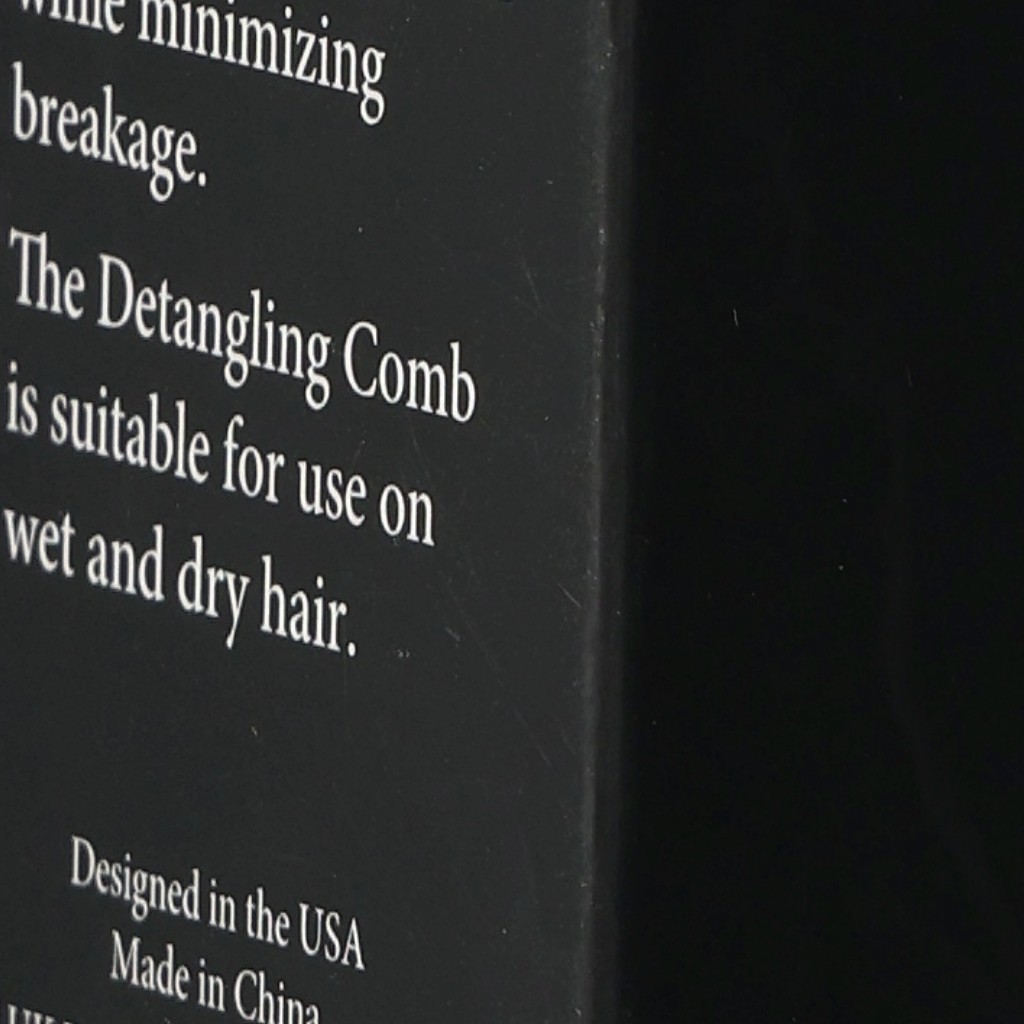 while minimizing
breakage.
The Detangling Comb
is suitable for use on
wet and dry hair.
Designed in the USA
Made in China